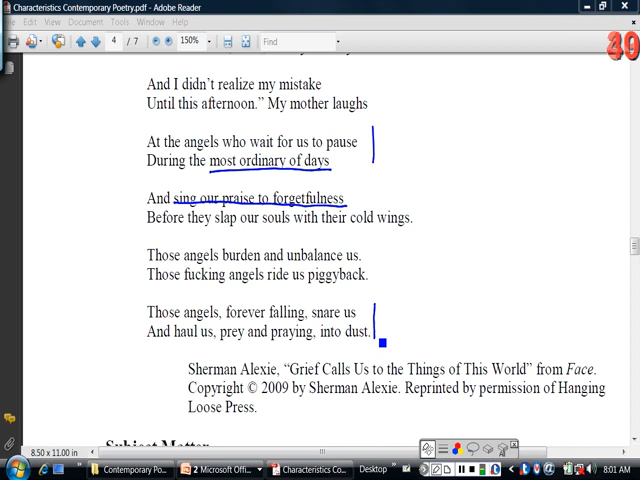 Characteristics Contemporary Poetry.pdf - Adobe Reader
File Edit View Document Tools Window Help
4 / 7 150% Find
40
And I didn't realize my mistake
Until this afternoon.” My mother laughs
At the angels who wait for us to pause
During the most ordinary of days
And sing our praise to forgetfulness
Before they slap our souls with their cold wings.
Those angels burden and unbalance us.
Those fucking angels ride us piggyback.
Those angels, forever falling, snare us
And haul us, prey and praying, into dust.
Sherman Alexie, “Grief Calls Us to the Things of This World” from Face.
Copyright © 2009 by Sherman Alexie. Reprinted by permission of Hanging
Loose Press.
Subject Matter
8.50 x 11.00 in
Contemporary Po... 2 Microsoft Offi... Characteristics Co... Desktop 8:01 AM